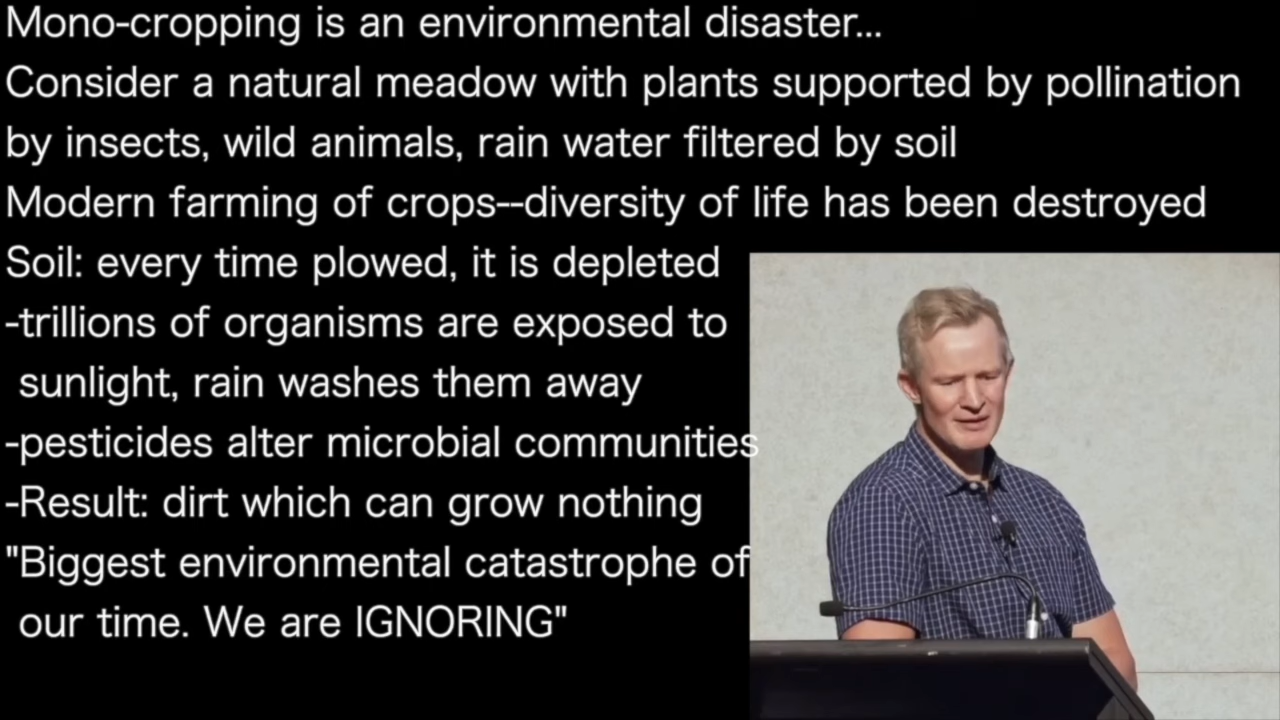 Mono-cropping is an environmental disaster...
Consider a natural meadow with plants supported by pollination
by insects, wild animals, rain water filtered by soil
Modern farming of crops--diversity of life has been destroyed
Soil: every time plowed, it is depleted
-trillions of organisms are exposed to
sunlight, rain washes them away
-pesticides alter microbial communities
-Result: dirt which can grow nothing
"Biggest environmental catastrophe of
our time. We are IGNORING"